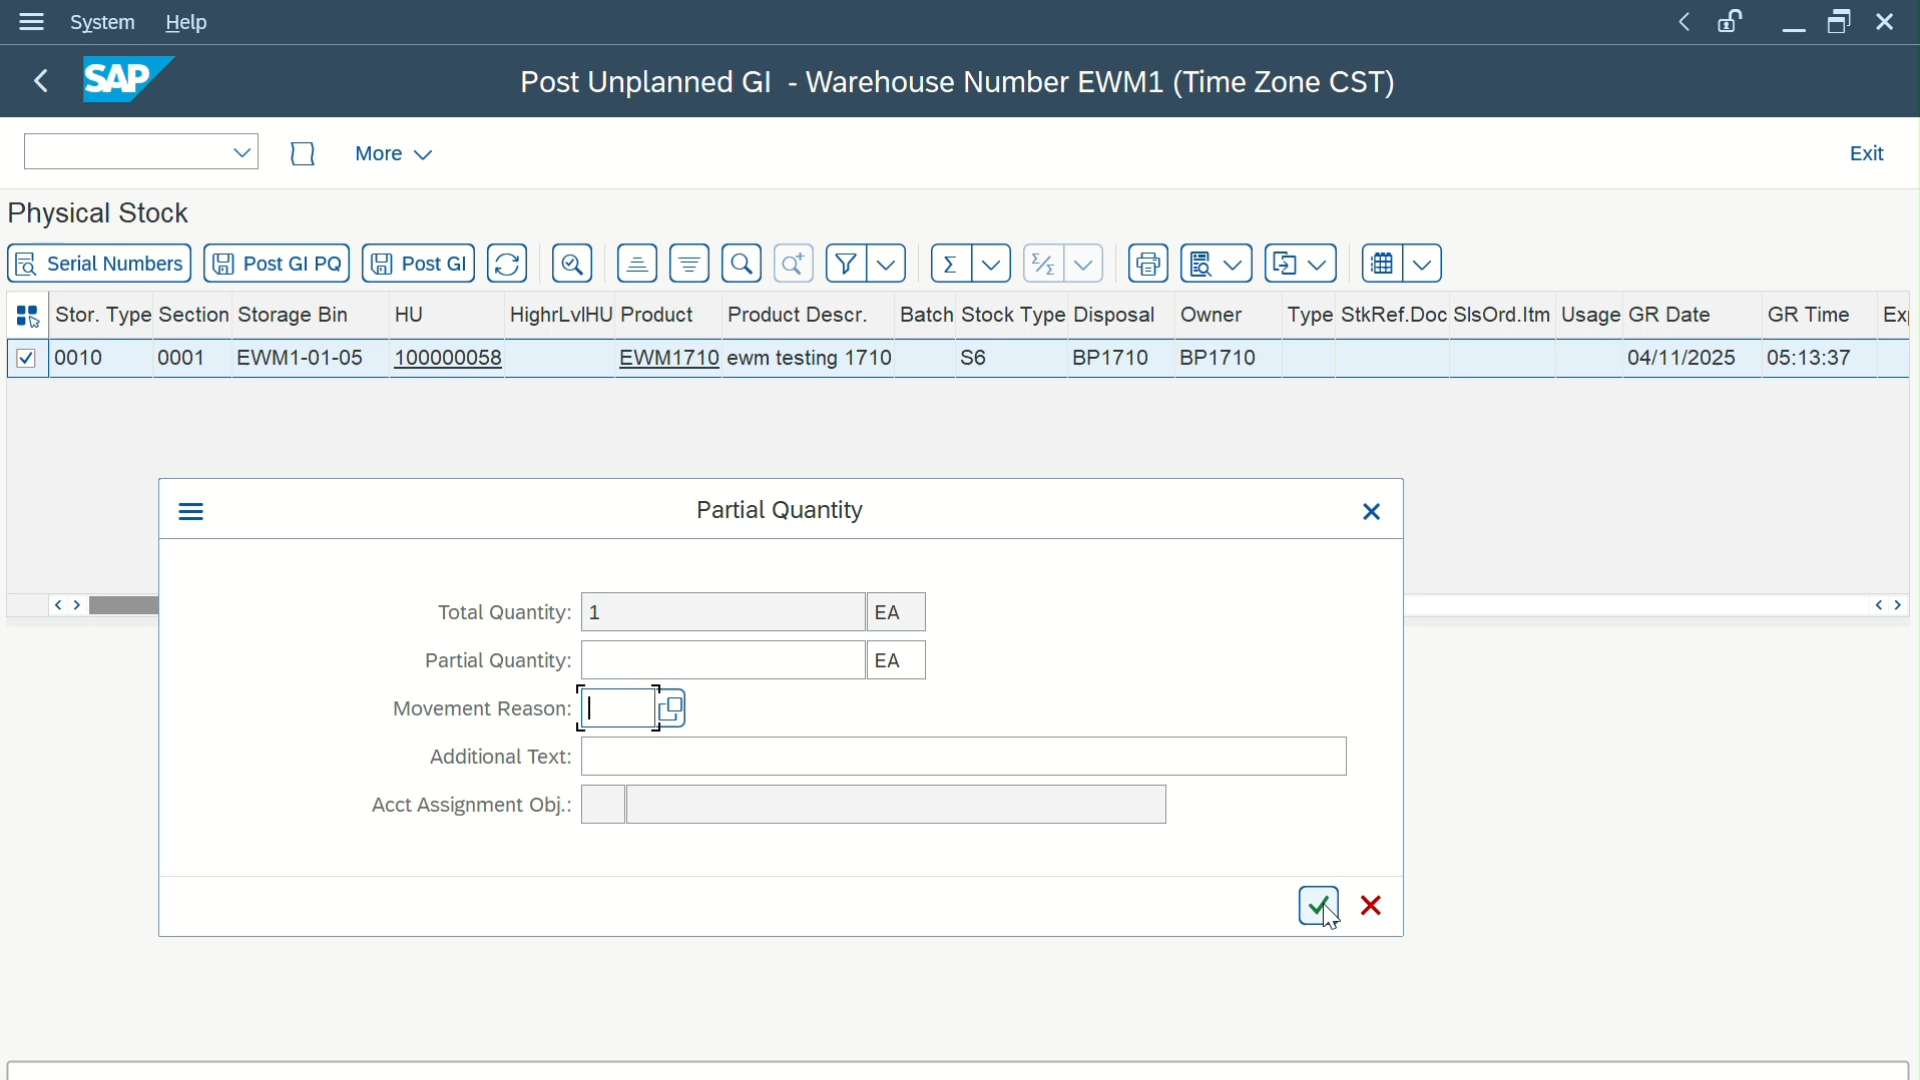 System Help
SAP Post Unplanned GI - Warehouse Number EWM1 (Time Zone CST)
More Exit
Physical Stock
Serial Numbers Post GI PQ Post GI
Stor. Type Section Storage Bin HU HighrLvlHU Product Product Descr. Batch Stock Type Disposal Owner Type StkRef.Doc SlsOrd.Itm Usage GR Date GR Time
0010 0001 EWM1-01-05 100000058 EWM1710 ewm testing 1710 S6 BP1710 BP1710 04/11/2025 05:13:37
Partial Quantity
Total Quantity: 1 EA
Partial Quantity: EA
Movement Reason:
Additional Text:
Acct Assignment Obj.: